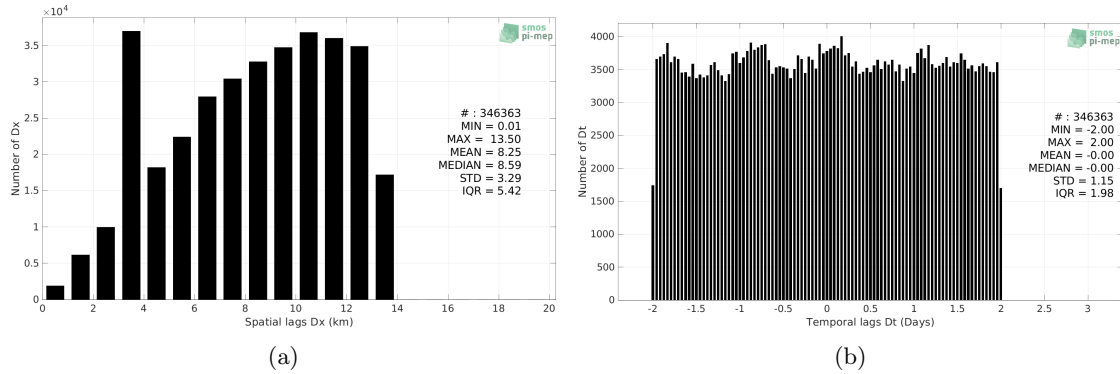 ×10⁴
3.5
3
2.5
2
1.5
1
0.5
0
Number of Dx
0 2 4 6 8 10 12 14 16 18 20
Spatial lags Dx (km)
smos
pi-mep
# : 346363
MIN = 0.01
MAX = 13.50
MEAN = 8.25
MEDIAN = 8.59
STD = 3.29
IQR = 5.42
(a)
4000
3500
3000
2500
2000
1500
1000
500
0
Number of Dt
-2 -1.5 -1 -0.5 0 0.5 1 1.5 2 2.5 3
Temporal lags Dt (Days)
smos
pi-mep
# : 346363
MIN = -2.00
MAX = 2.00
MEAN = -0.00
MEDIAN = -0.00
STD = 1.15
IQR = 1.98
(b)